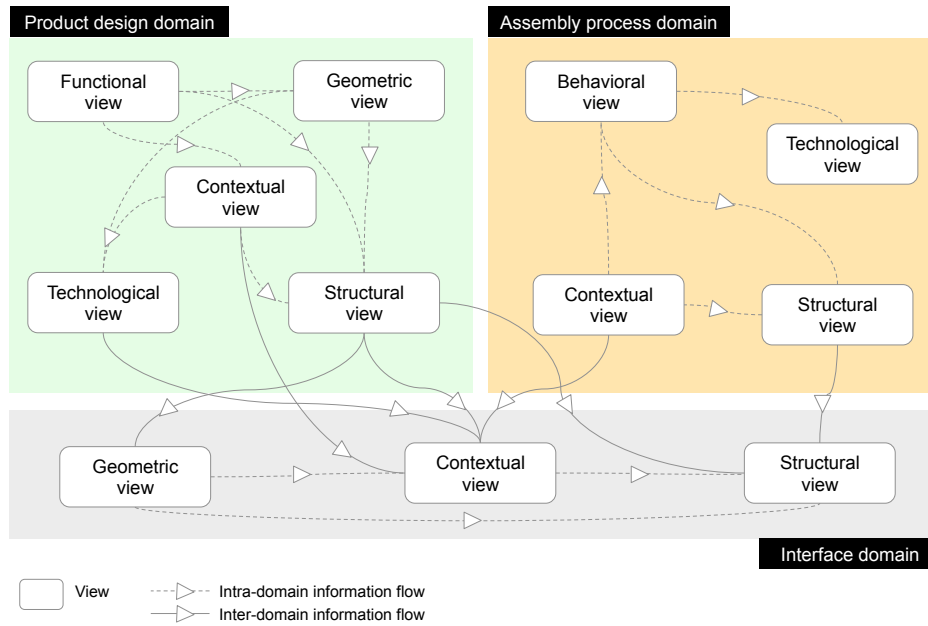 Product design domain
Assembly process domain
Functional
view
Geometric
view
Behavioral
view
Technological
view
Contextual
view
Technological
view
Structural
view
Contextual
view
Structural
view
Geometric
view
Contextual
view
Structural
view
Interface domain
View
Intra-domain information flow
Inter-domain information flow